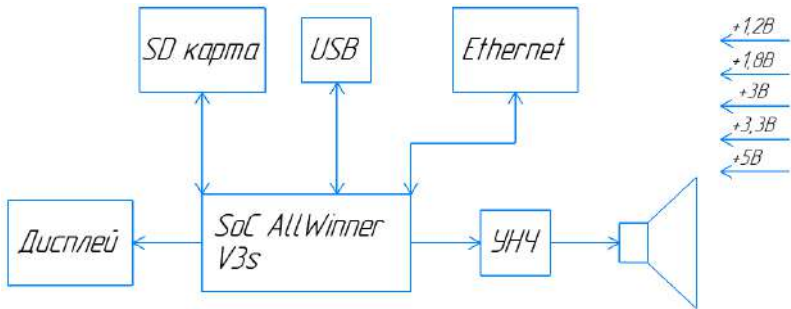 SD карта
USB
Ethernet
+1,2В
+1,8В
+3В
+3,3В
+5В
Дисплей
SoC AllWinner
V3s
УНЧ